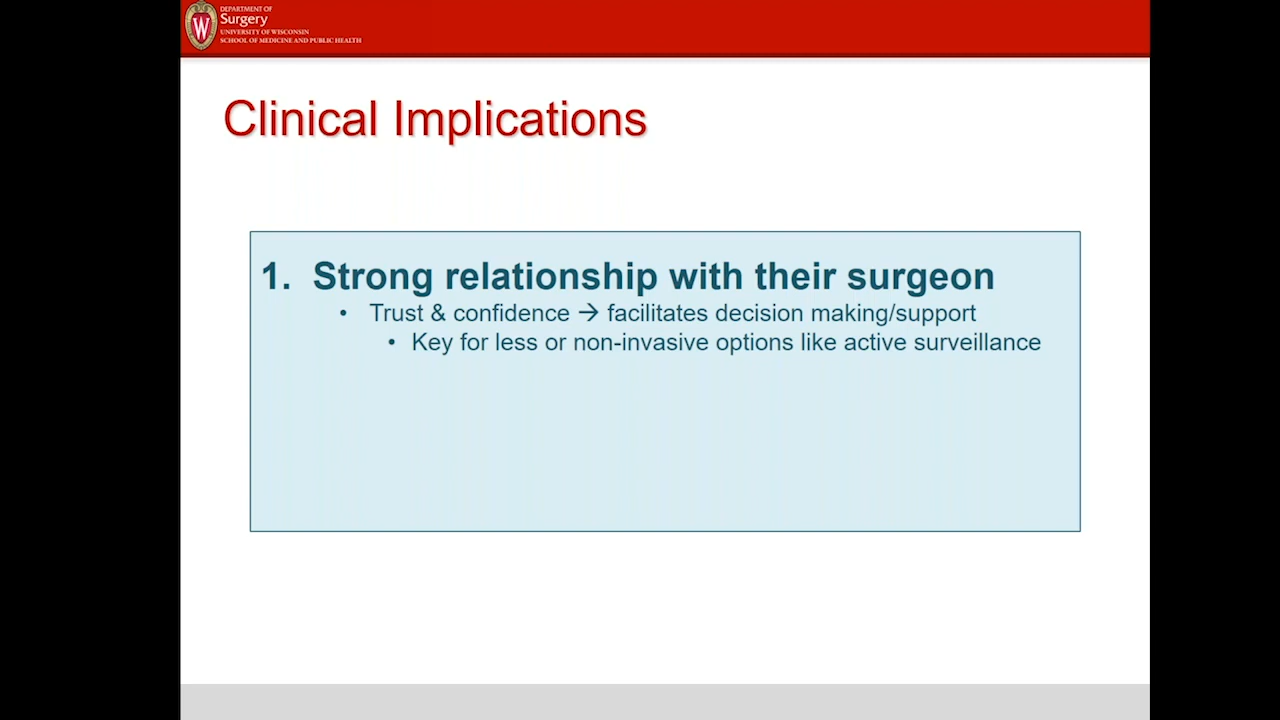 W
DEPARTMENT OF
Surgery
UNIVERSITY OF WISCONSIN
SCHOOL OF MEDICINE AND PUBLIC HEALTH
Clinical Implications
1. Strong relationship with their surgeon
• Trust & confidence → facilitates decision making/support
• Key for less or non-invasive options like active surveillance